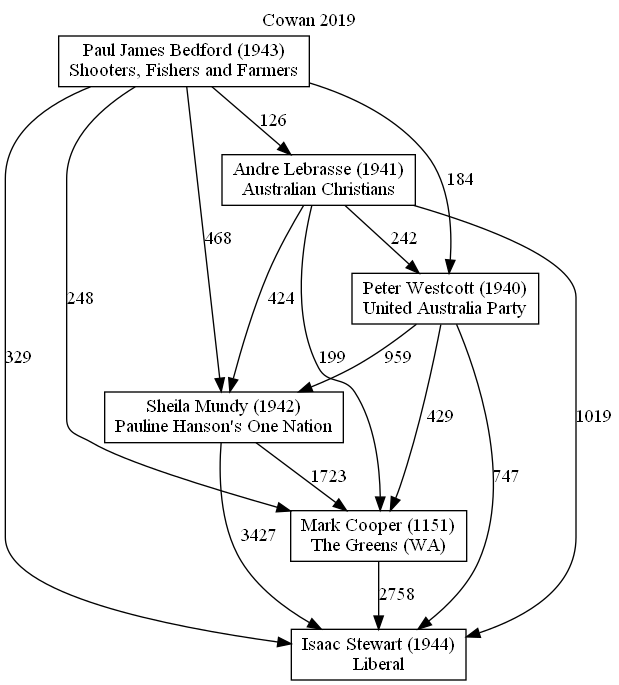 Cowan 2019
Paul James Bedford (1943)
Shooters, Fishers and Farmers
126
Andre Lebrasse (1941)
Australian Christians
184
468
242
Peter Westcott (1940)
United Australia Party
248
424
329
199
959
Sheila Mundy (1942)
Pauline Hanson's One Nation
429
1019
1723
747
Mark Cooper (1151)
The Greens (WA)
3427
2758
Isaac Stewart (1944)
Liberal